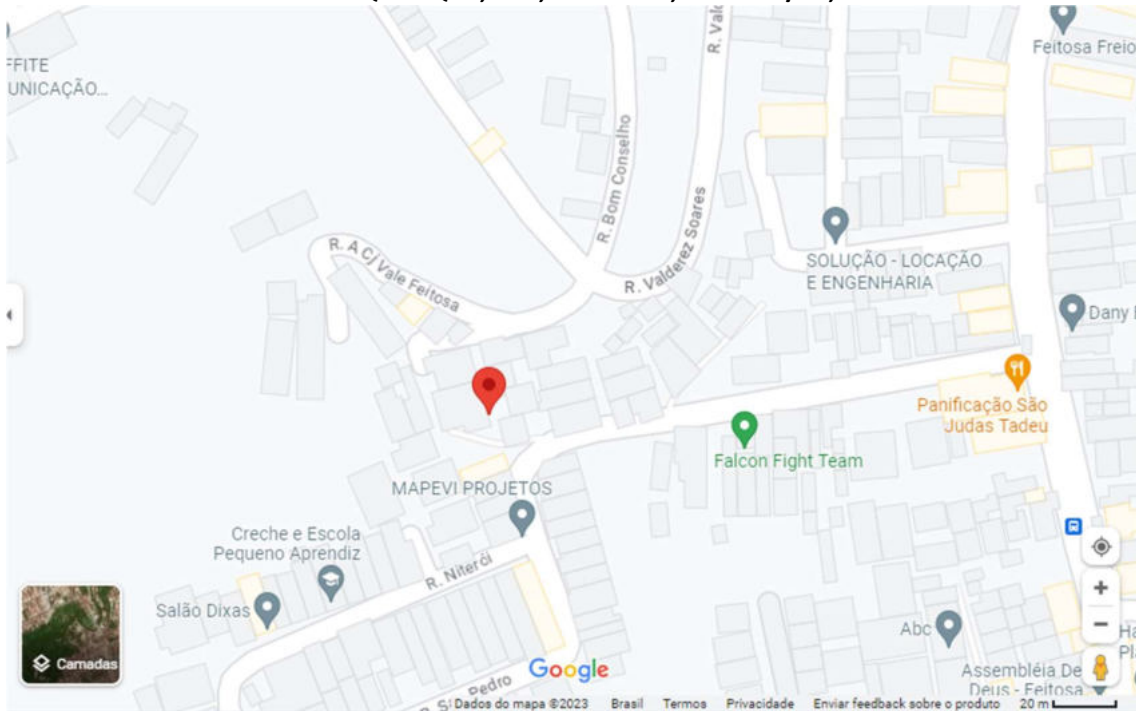 FFITE
UNICAÇÃO...
Feitosa Freio
R. Bom Conselho
R. Valderez Soares
R. A C/ Vale Feitosa
SOLUÇÃO - LOCAÇÃO
E ENGENHARIA
Dany
Panificação São
Judas Tadeu
Falcon Fight Team
MAPEVI PROJETOS
Creche e Escola
Pequeno Aprendiz
R. Niterói
Salão Dixas
Abc
Assembléia De
Deus - Feitosa
Camadas
Google
Pedro
Dados do mapa ©2023 Brasil Termos Privacidade Enviar feedback sobre o produto 20 m